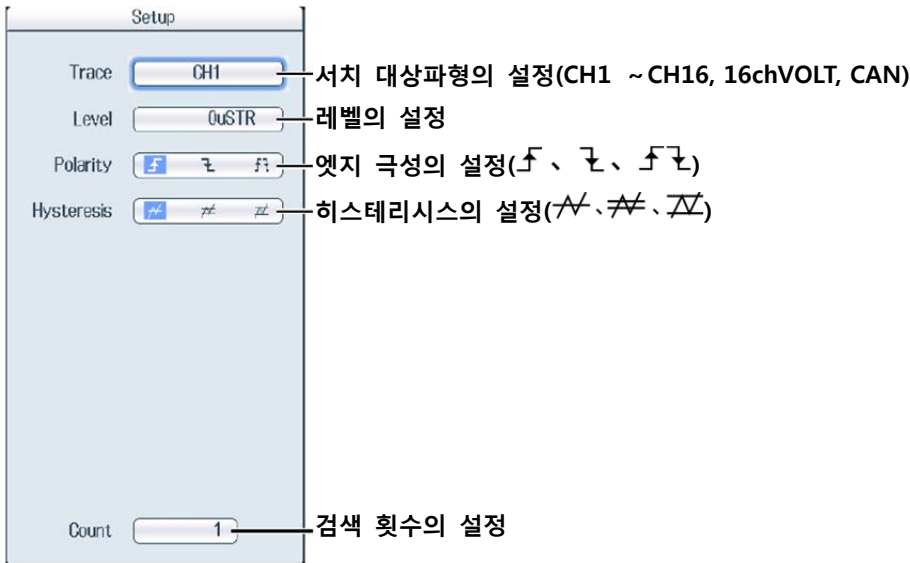 Setup
Trace CH1 서치 대상파형의 설정(CH1 ~CH16, 16chVOLT, CAN)
Level 0uSTR 레벨의 설정
Polarity 엣지 극성의 설정(、、)
Hysteresis 히스테리시스의 설정(、、)
Count 1 검색 횟수의 설정